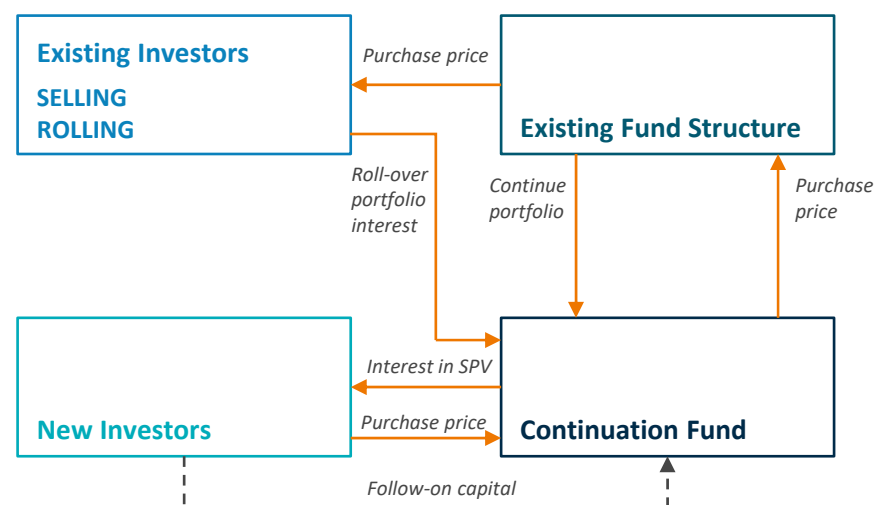 Existing Investors
SELLING
ROLLING
Purchase price
Existing Fund Structure
Roll-over
portfolio
interest
Continue
portfolio
Purchase
price
Interest in SPV
New Investors
Purchase price
Continuation Fund
Follow-on capital